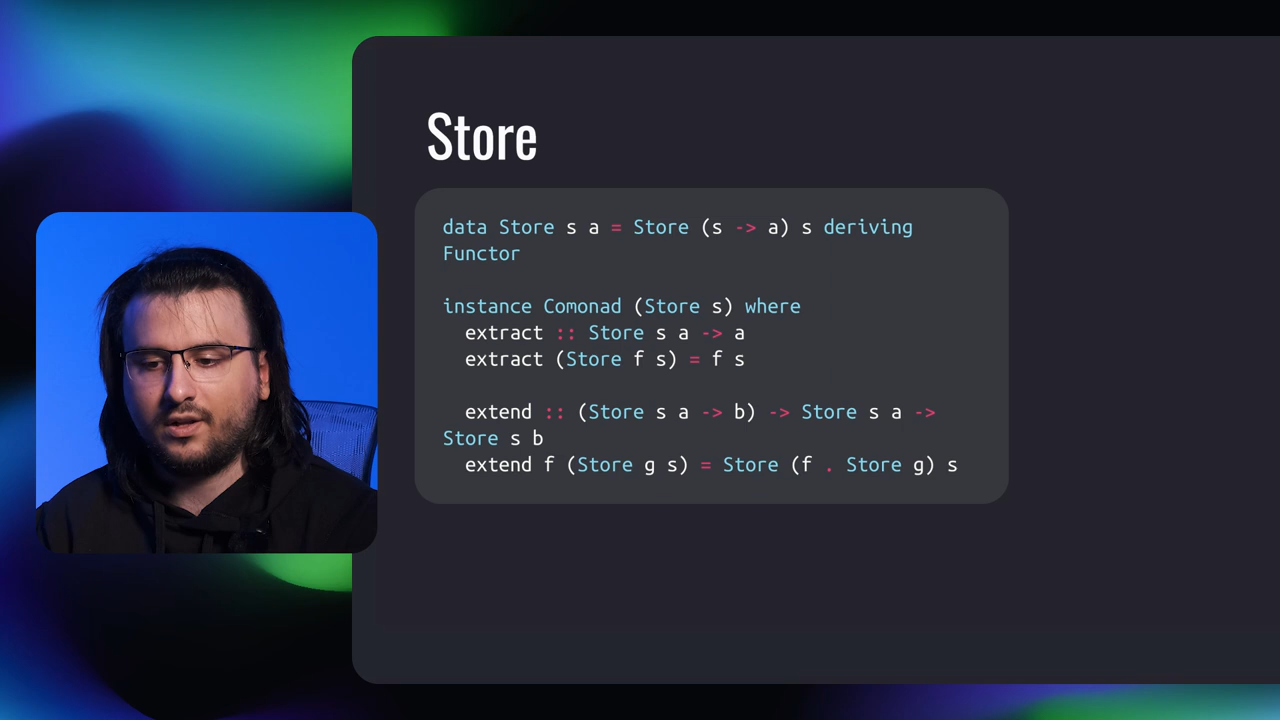 Store
data Store s a = Store (s -> a) s deriving
Functor
instance Comonad (Store s) where
extract :: Store s a -> a
extract (Store f s) = f s
extend :: (Store s a -> b) -> Store s a ->
Store s b
extend f (Store g s) = Store (f . Store g) s